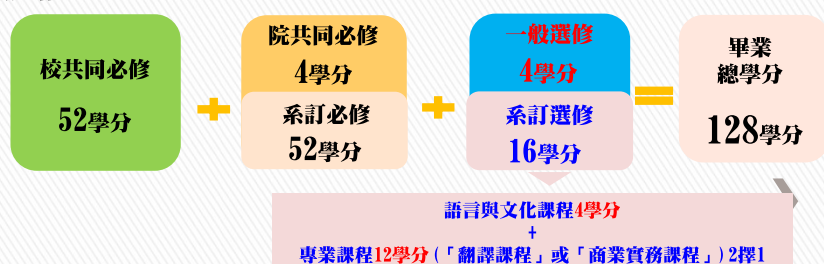 校共同必修
52學分
+
院共同必修
4學分
系訂必修
52學分
+
一般選修
4學分
系訂選修
16學分
=
畢業
總學分
128學分
語言與文化課程4學分
+
專業課程12學分(「翻譯課程」或「商業實務課程」)2擇1